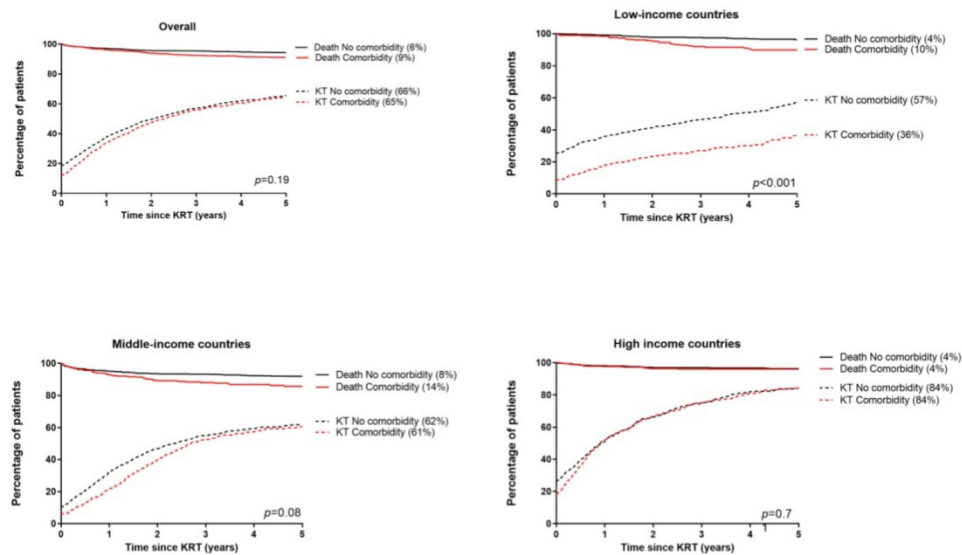 Overall
Percentage of patients
100
80
60
40
20
0
0 1 2 3 4 5
Time since KRT (years)
Death No comorbidity (6%)
Death Comorbidity (9%)
KT No comorbidity (66%)
KT Comorbidity (65%)
p=0.19
Low-income countries
Percentage of patients
100
80
60
40
20
0
0 1 2 3 4 5
Time since KRT (years)
Death No comorbidity (4%)
Death Comorbidity (10%)
KT No comorbidity (57%)
KT Comorbidity (36%)
p<0.001
Middle-income countries
Percentage of patients
100
80
60
40
20
0
0 1 2 3 4 5
Time since KRT (years)
Death No comorbidity (8%)
Death Comorbidity (14%)
KT No comorbidity (62%)
KT Comorbidity (61%)
p=0.08
High income countries
Percentage of patients
100
80
60
40
20
0
0 1 2 3 4 5
Time since KRT (years)
Death No comorbidity (4%)
Death Comorbidity (4%)
KT No comorbidity (84%)
KT Comorbidity (84%)
p=0.7
1